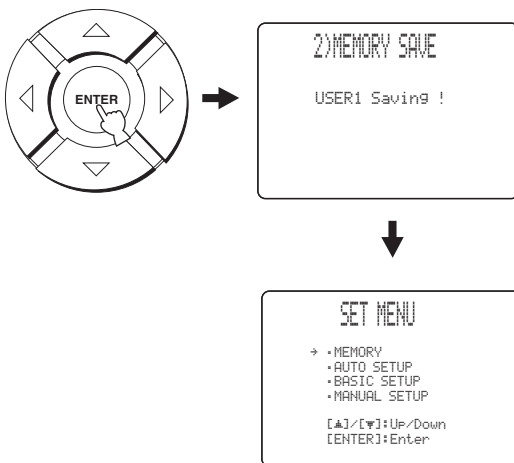 ENTER
2)MEMORY SAVE
USER1 Saving !
SET MENU
→ •MEMORY
•AUTO SETUP
•BASIC SETUP
•MANUAL SETUP
[▲]/[▼]:Up/Down
[ENTER]:Enter